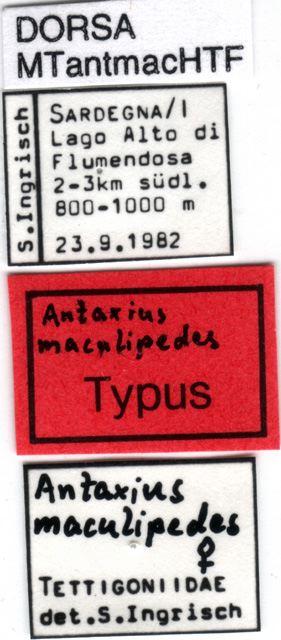 DORSA
MTantmacHTF
S.Ingrisch
SARDEGNA/I
Lago Alto di
Flumendosa
2-3km südl.
800-1000 m
23.9.1982
Antaxius
maculipedes
Typus
Antaxius
maculipedes
♀
TETTIGONIIDAE
det.S.Ingrisch